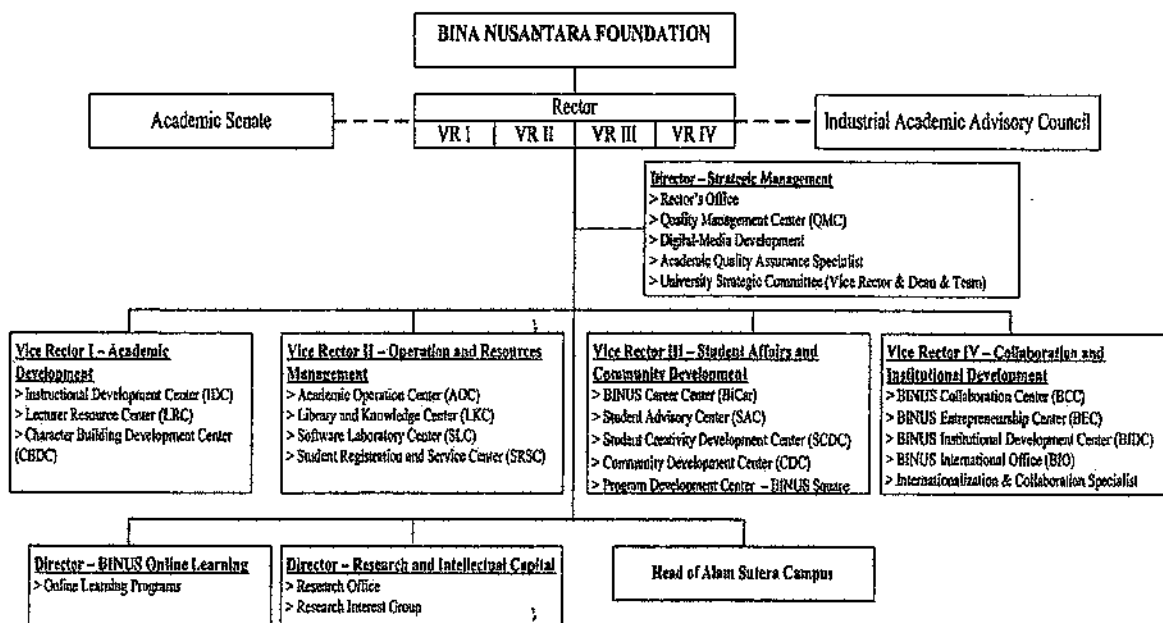 BINA NUSANTARA FOUNDATION
Academic Senate
Rector
VR I
VR II
VR III
VR IV
Industrial Academic Advisory Council
Director – Strategic Management
> Rector's Office
> Quality Management Center (QMC)
> Digital-Media Development
> Academic Quality Assurance Specialist
> University Strategic Committee (Vice Rector & Dean & Team)
Vice Rector I – Academic
Development
> Instructional Development Center (IDC)
> Lecturer Resource Center (LRC)
> Character Building Development Center
(CBDC)
Vice Rector II – Operation and Resources
Management
> Academic Operation Center (AOC)
> Library and Knowledge Center (LKC)
> Software Laboratory Center (SLC)
> Student Registration and Service Center (SRSC)
Vice Rector III – Student Affairs and
Community Development
> BINUS Career Center (BiCar)
> Student Advisory Center (SAC)
> Student Creativity Development Center (SCDC)
> Community Development Center (CDC)
> Program Development Center – BINUS Square
Vice Rector IV – Collaboration and
Institutional Development
> BINUS Collaboration Center (BCC)
> BINUS Entrepreneurship Center (BEC)
> BINUS Institutional Development Center (BIDC)
> BINUS International Office (BIO)
> Internationalization & Collaboration Specialist
Director – BINUS Online Learning
> Online Learning Programs
Director – Research and Intellectual Capital
> Research Office
> Research Interest Group
Head of Alam Sutera Campus